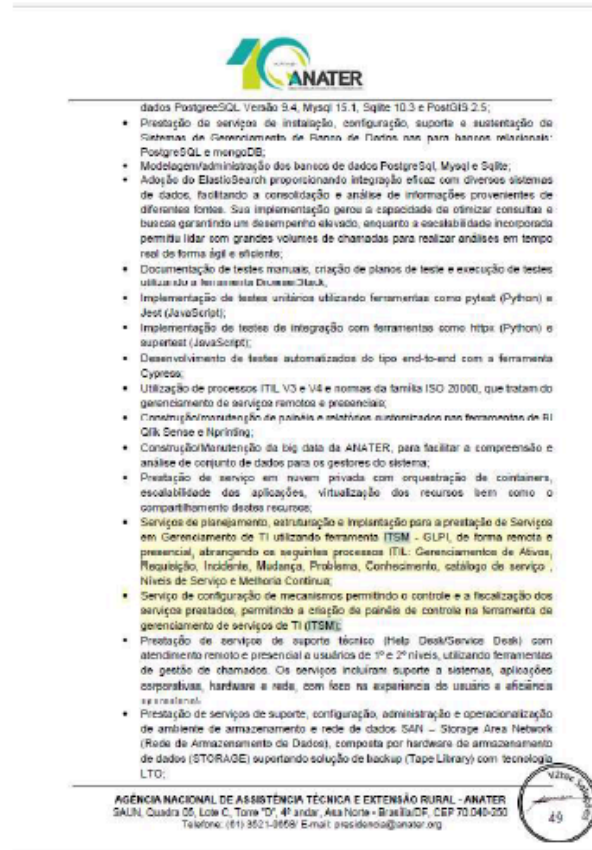 ANATER
dados PostgreeSQL Versão 9.4, Mysql 15.1, Sqlite 10.3 e PostGIS 2.5;
• Prestação de serviços de instalação, configuração, suporte e sustentação de
Sistemas de Gerenciamento de Banco de Dados nas para bancos relacionais:
PostgreSQL e mongoDB;
• Modelagem/administração dos bancos de dados PostgreSql, Mysql e Sqlite;
• Adoção do ElasticSearch proporcionando integração eficaz com diversos sistemas
de dados, facilitando a consolidação e análise de informações provenientes de
diferentes fontes. Sua implementação gerou a capacidade de otimizar consultas e
buscas garantindo um desempenho elevado, enquanto a escalabilidade incorporada
permitiu lidar com grandes volumes de chamadas para realizar análises em tempo
real de forma ágil e eficiente;
• Documentação de testes manuais, criação de planos de teste e execução de testes
utilizando a ferramenta BrowserStack;
• Implementação de testes unitários utilizando ferramentas como pytest (Python) e
Jest (JavaScript);
• Implementação de testes de integração com ferramentas como httpx (Python) e
supertest (JavaScript);
• Desenvolvimento de testes automatizados do tipo end-to-end com a ferramenta
Cypress;
• Utilização de processos ITIL V3 e V4 e normas da família ISO 20000, que tratam do
gerenciamento de serviços remotos e presenciais;
• Construção/manutenção de painéis e relatórios customizados nas ferramentas de BI
Qlik Sense e Nprinting;
• Construção/Manutenção da big data da ANATER, para facilitar a compreensão e
análise de conjunto de dados para os gestores do sistema;
• Prestação de serviço em nuvem privada com orquestração de cointainers,
escalabilidade das aplicações, virtualização dos recursos bem como o
compartilhamento destes recursos;
• Serviços de planejamento, estruturação e Implantação para a prestação de Serviços
em Gerenciamento de TI utilizando ferramenta ITSM - GLPI, de forma remota e
presencial, abrangendo os seguintes processos ITIL: Gerenciamentos de Ativos,
Requisição, Incidente, Mudança, Problema, Conhecimento, catálogo de serviço ,
Níveis de Serviço e Melhoria Contínua;
• Serviço de configuração de mecanismos permitindo o controle e a fiscalização dos
serviços prestados, permitindo a criação de painéis de controle na ferramenta de
gerenciamento de serviços de TI (ITSM);
• Prestação de serviços de suporte técnico (Help Desk/Service Desk) com
atendimento remoto e presencial a usuários de 1º e 2º níveis, utilizando ferramentas
de gestão de chamados. Os serviços incluíram suporte a sistemas, aplicações
corporativas, hardware e rede, com foco na experiencia do usuário e eficiência
operacional.
• Prestação de serviços de suporte, configuração, administração e operacionalização
de ambiente de armazenamento e rede de dados SAN – Storage Area Network
(Rede de Armazenamento de Dados), composta por hardware de armazenamento
de dados (STORAGE) suportando solução de backup (Tape Library) com tecnologia
LTO;
AGÊNCIA NACIONAL DE ASSISTÊNCIA TÉCNICA E EXTENSÃO RURAL - ANATER
SAUN, Quadra 05, Lote C, Torre "D", 4º andar, Asa Norte - Brasília/DF, CEP 70.040-250
Telefone: (61) 3521-0658/ E-mail: presidencia@anater.org
49